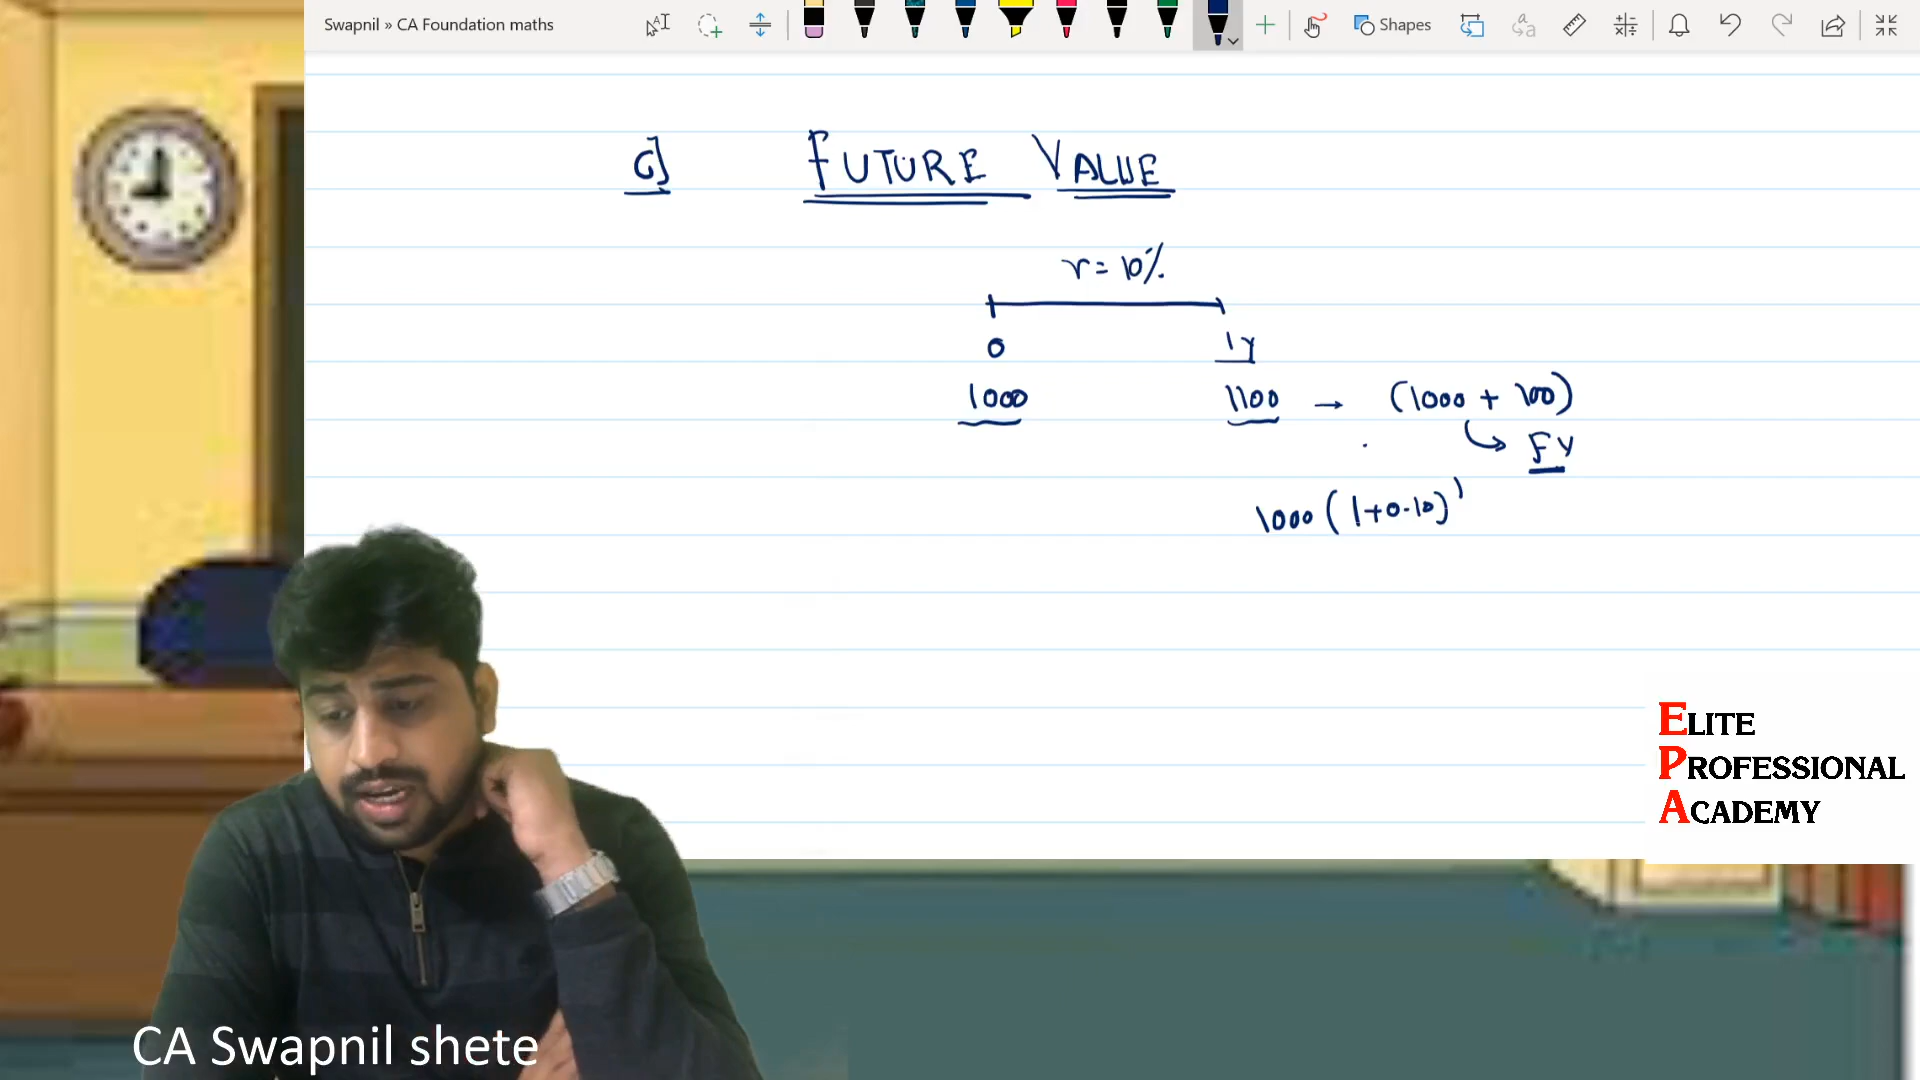 Swapnil » CA Foundation maths
Shapes
G] FUTURE VALUE
r = 10%
0 1y
1000 1100 → (1000 + 100)
FV
1000 (1+0.10)¹
ELITE
PROFESSIONAL
ACADEMY
CA Swapnil shete